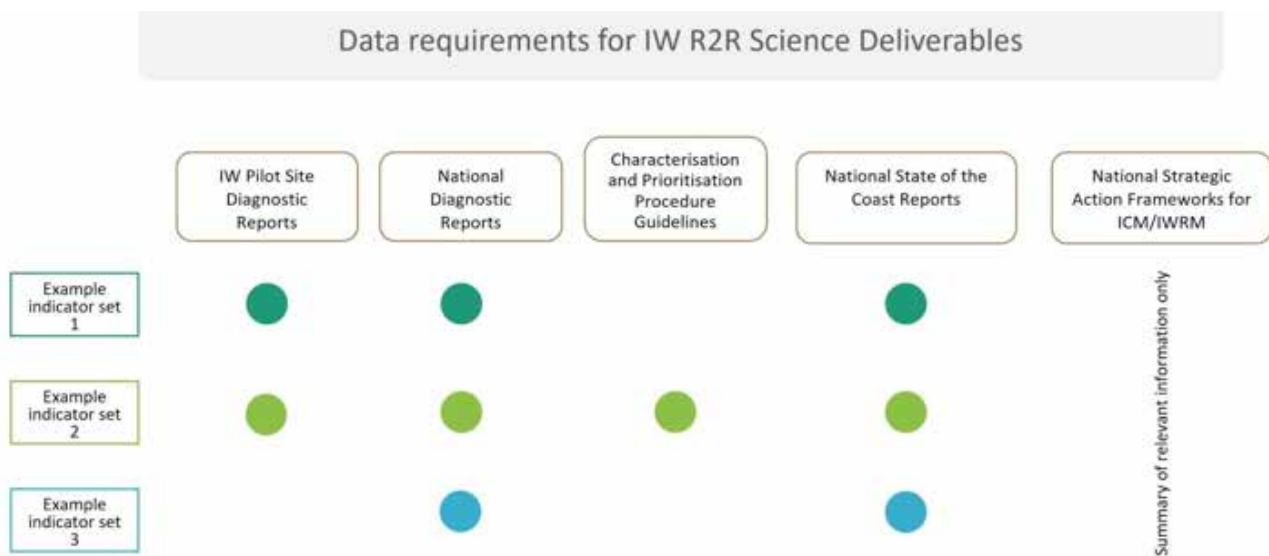 Data requirements for IW R2R Science Deliverables
IW Pilot Site
Diagnostic
Reports
National
Diagnostic
Reports
Characterisation
and Prioritisation
Procedure
Guidelines
National State of the
Coast Reports
National Strategic
Action Frameworks for
ICM/IWRM
Example
indicator set
1
Example
indicator set
2
Example
indicator set
3
Summary of relevant information only